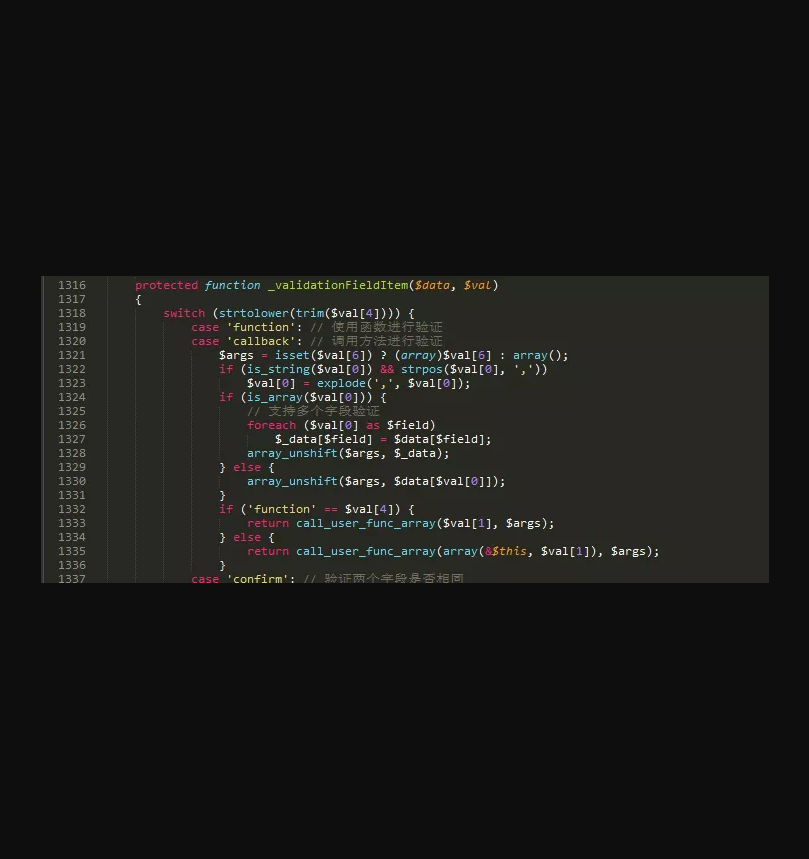 1316 protected function _validationFieldItem($data, $val)
1317 {
1318 switch (strtolower(trim($val[4]))) {
1319 case 'function': // 使用函数进行验证
1320 case 'callback': // 调用方法进行验证
1321 $args = isset($val[6]) ? (array)$val[6] : array();
1322 if (is_string($val[0]) && strpos($val[0], ','))
1323 $val[0] = explode(',', $val[0]);
1324 if (is_array($val[0])) {
1325 // 支持多个字段验证
1326 foreach ($val[0] as $field)
1327 $_data[$field] = $data[$field];
1328 array_unshift($args, $_data);
1329 } else {
1330 array_unshift($args, $data[$val[0]]);
1331 }
1332 if ('function' == $val[4]) {
1333 return call_user_func_array($val[1], $args);
1334 } else {
1335 return call_user_func_array(array(&$this, $val[1]), $args);
1336 }
1337 case 'confirm': // 验证两个字段是否相同